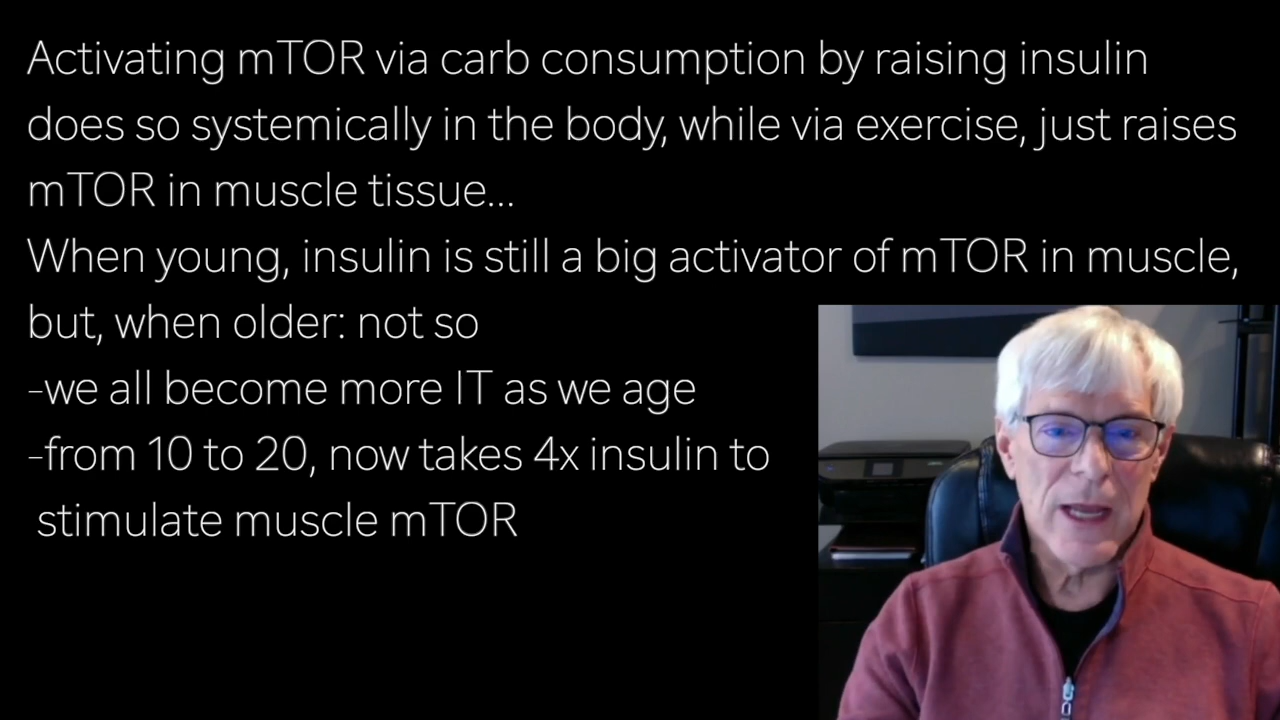 Activating mTOR via carb consumption by raising insulin
does so systemically in the body, while via exercise, just raises
mTOR in muscle tissue...
When young, insulin is still a big activator of mTOR in muscle,
but, when older: not so
-we all become more IT as we age
-from 10 to 20, now takes 4x insulin to
stimulate muscle mTOR